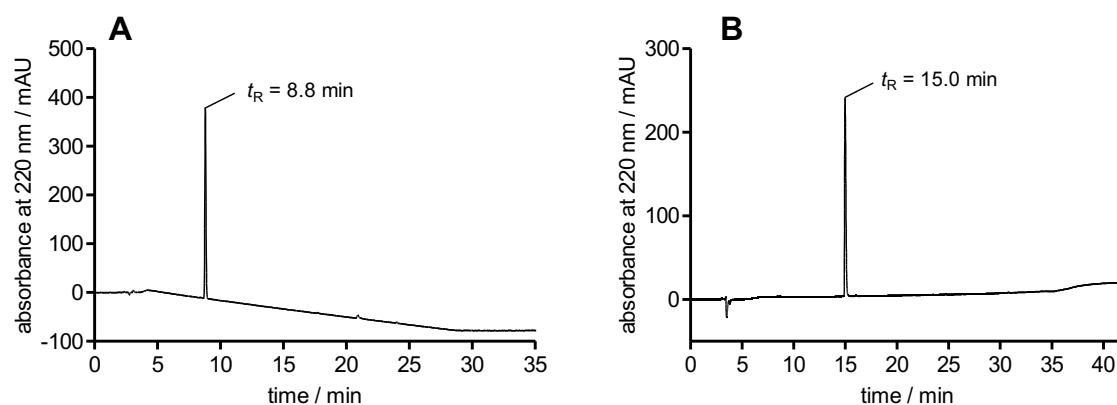 A
absorbance at 220 nm / mAU
500
400
300
200
100
0
-100
tR = 8.8 min
0 5 10 15 20 25 30 35
time / min
B
absorbance at 220 nm / mAU
300
200
100
0
tR = 15.0 min
0 5 10 15 20 25 30 35 40
time / min